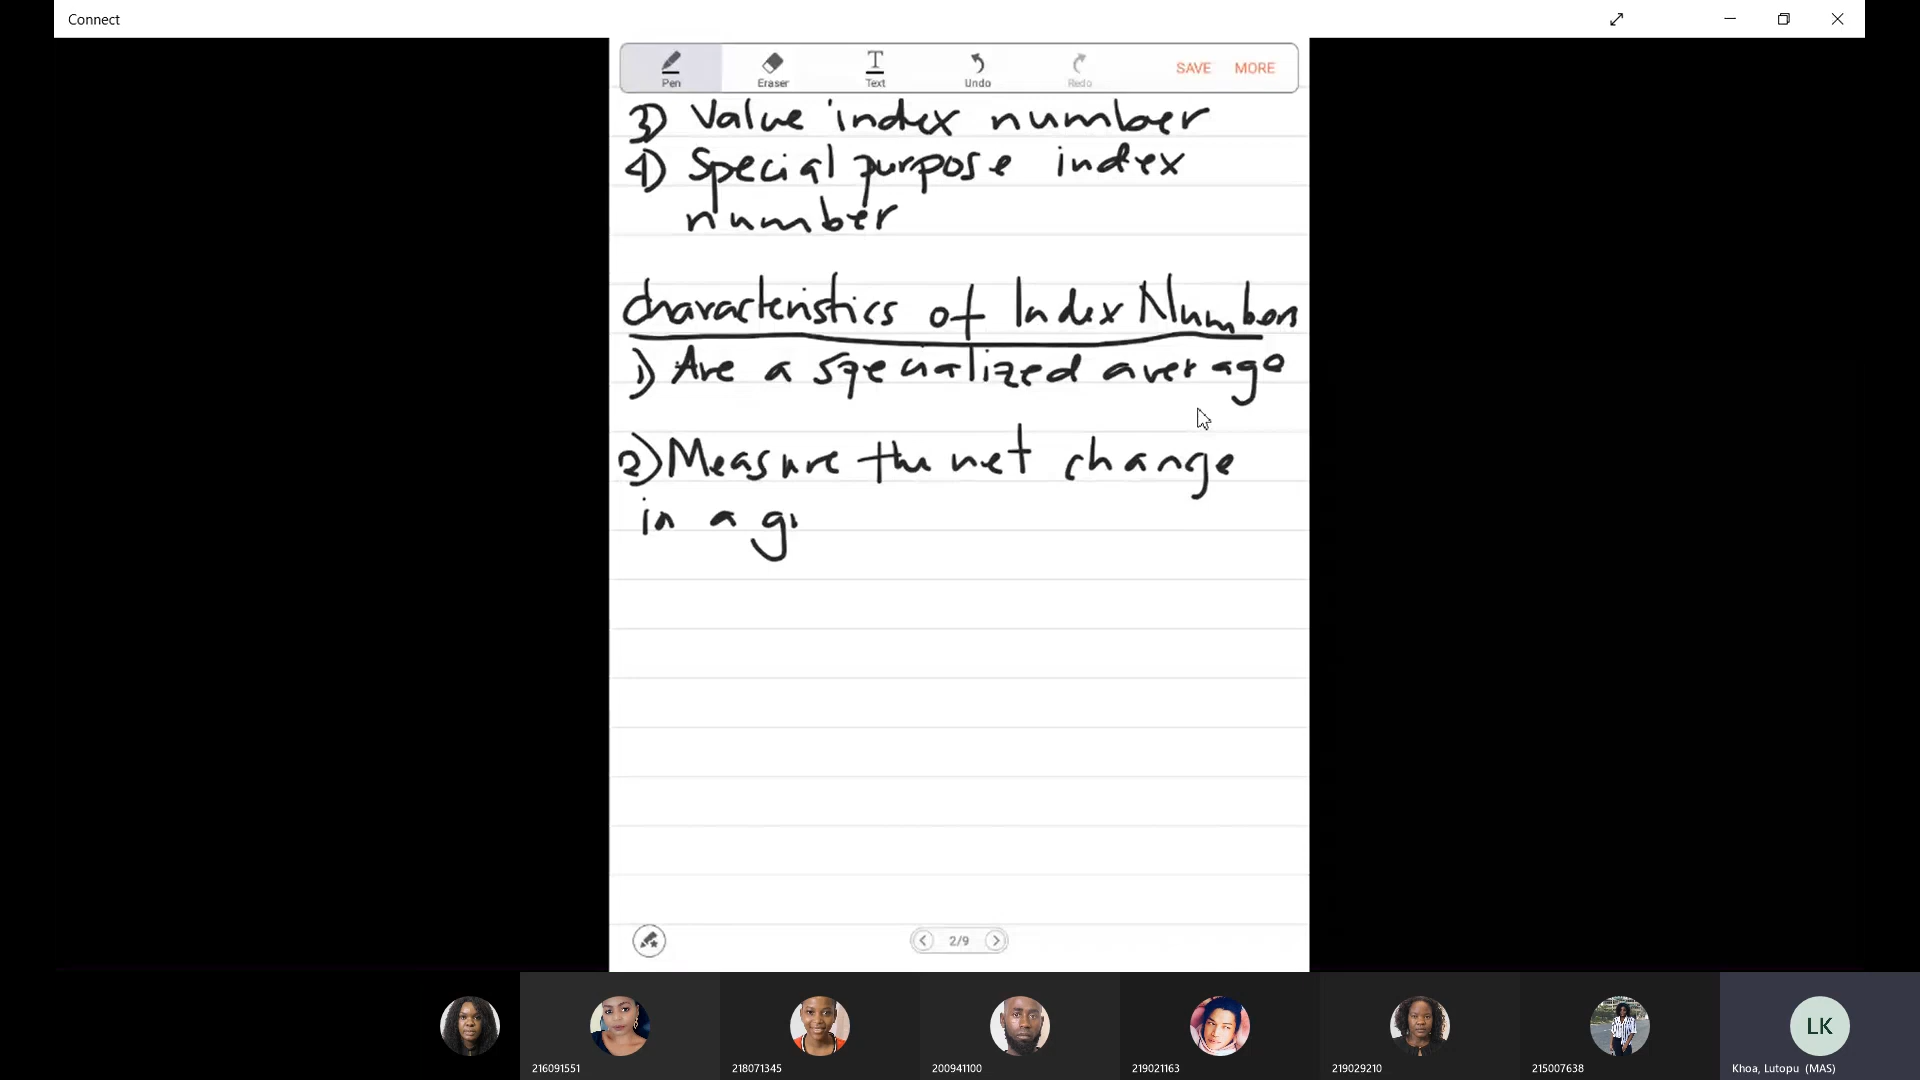 Connect
Pen Eraser Text Undo Redo SAVE MORE
3) Value index number
4) Special purpose index
number
Characteristics of Index Numbers
1) Are a specialized average
2) Measure the net change
in a gr
2/9
216091551 218071345 200941100 219021163 219029210 215007638 Khoa, Lutopu (MAS)
LK